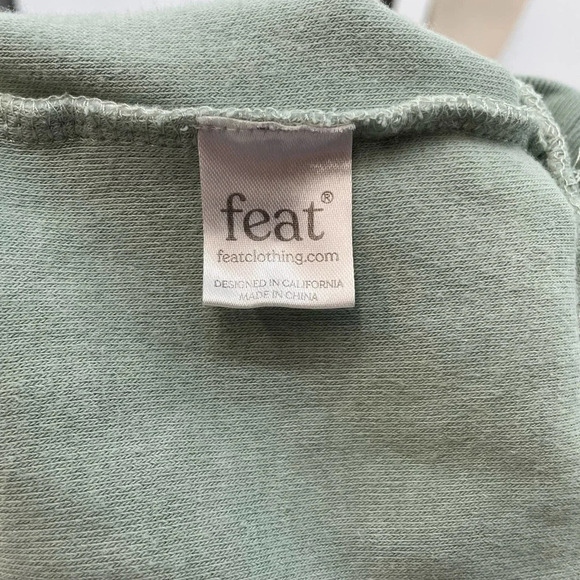 feat®
featclothing.com
DESIGNED IN CALIFORNIA
MADE IN CHINA